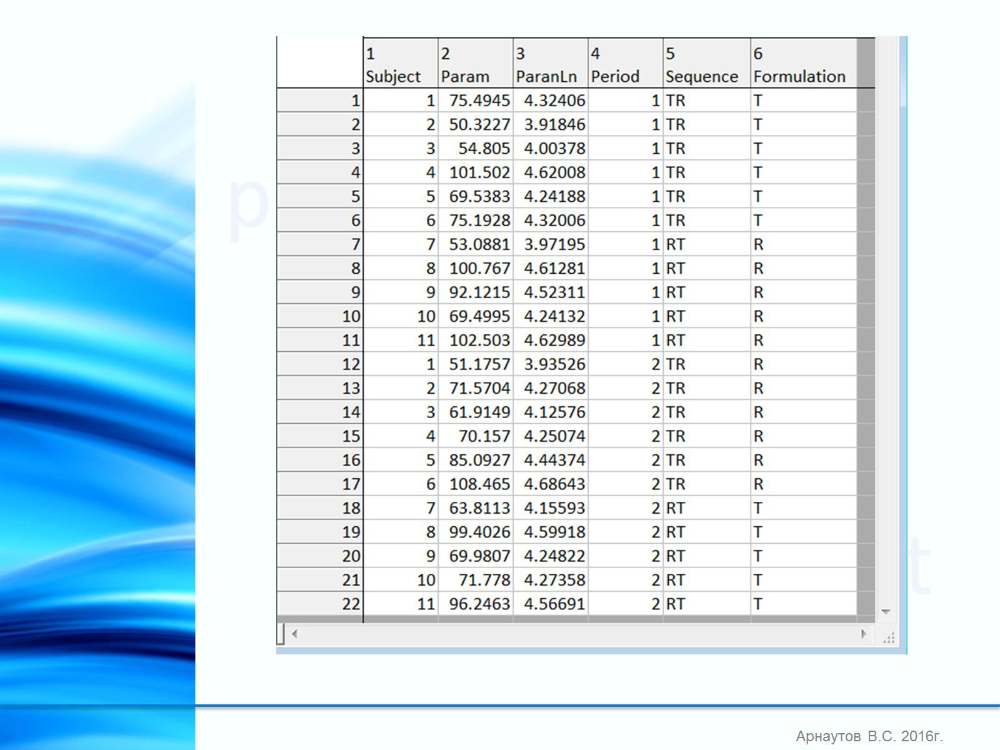 1 2 3 4 5 6
Subject Param ParanLn Period Sequence Formulation
1 1 75.4945 4.32406 1 TR T
2 2 50.3227 3.91846 1 TR T
3 3 54.805 4.00378 1 TR T
4 4 101.502 4.62008 1 TR T
5 5 69.5383 4.24188 1 TR T
6 6 75.1928 4.32006 1 TR T
7 7 53.0881 3.97195 1 RT R
8 8 100.767 4.61281 1 RT R
9 9 92.1215 4.52311 1 RT R
10 10 69.4995 4.24132 1 RT R
11 11 102.503 4.62989 1 RT R
12 1 51.1757 3.93526 2 TR R
13 2 71.5704 4.27068 2 TR R
14 3 61.9149 4.12576 2 TR R
15 4 70.157 4.25074 2 TR R
16 5 85.0927 4.44374 2 TR R
17 6 108.465 4.68643 2 TR R
18 7 63.8113 4.15593 2 RT T
19 8 99.4026 4.59918 2 RT T
20 9 69.9807 4.24822 2 RT T
21 10 71.778 4.27358 2 RT T
22 11 96.2463 4.56691 2 RT T
Арнаутов В.С. 2016г.